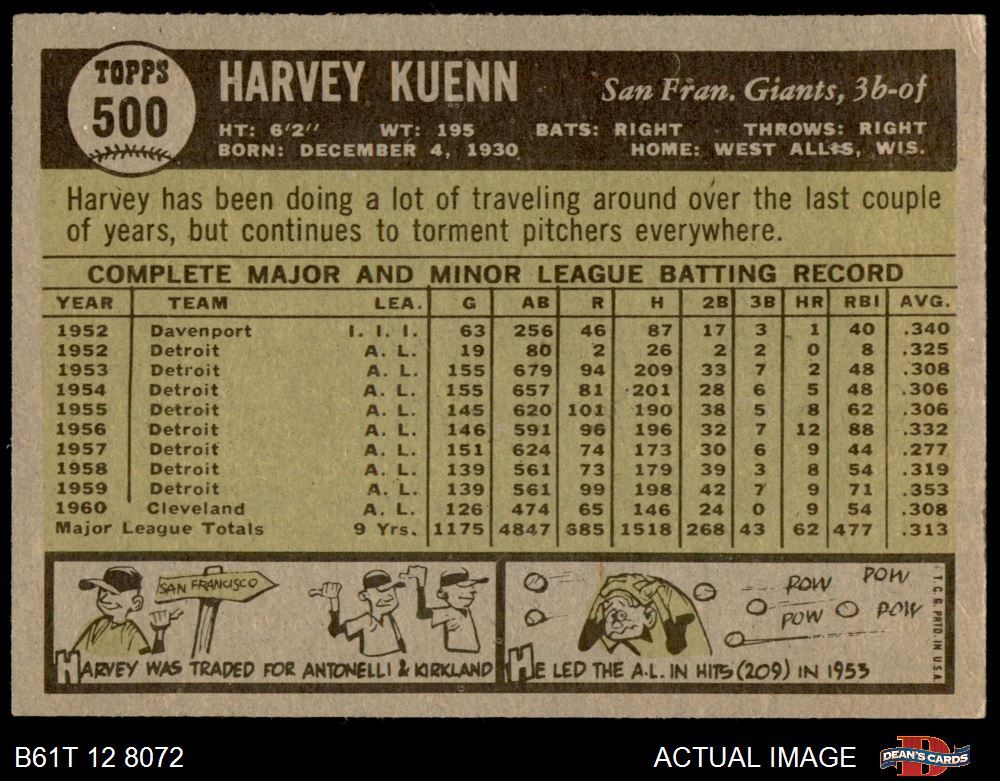 TOPPS
500
HARVEY KUENN
San Fran. Giants, 3b-of
HT: 6'2" WT: 195 BATS: RIGHT THROWS: RIGHT
BORN: DECEMBER 4, 1930 HOME: WEST ALLIS, WIS.
Harvey has been doing a lot of traveling around over the last couple
of years, but continues to torment pitchers everywhere.
COMPLETE MAJOR AND MINOR LEAGUE BATTING RECORD
YEAR TEAM LEA. G AB R H 2B 3B HR RBI AVG.
1952 Davenport I. I. I. 63 256 46 87 17 3 1 40 .340
1952 Detroit A. L. 19 80 2 26 2 2 0 8 .325
1953 Detroit A. L. 155 679 94 209 33 7 2 48 .308
1954 Detroit A. L. 155 657 81 201 28 6 5 48 .306
1955 Detroit A. L. 145 620 101 190 38 5 8 62 .306
1956 Detroit A. L. 146 591 96 196 32 7 12 88 .332
1957 Detroit A. L. 151 624 74 173 30 6 9 44 .277
1958 Detroit A. L. 139 561 73 179 39 3 8 54 .319
1959 Detroit A. L. 139 561 99 198 42 7 9 71 .353
1960 Cleveland A. L. 126 474 65 146 24 0 9 54 .308
Major League Totals 9 Yrs. 1175 4847 685 1518 268 43 62 477 .313
SAN FRANCISCO
HARVEY WAS TRADED FOR ANTONELLI & KIRKLAND
POW POW
POW POW
HE LED THE A.L. IN HITS (209) IN 1953
T. C. G. PRTD. IN U.S.A.
B61T 12 8072
ACTUAL IMAGE
D
DEAN'S CARDS